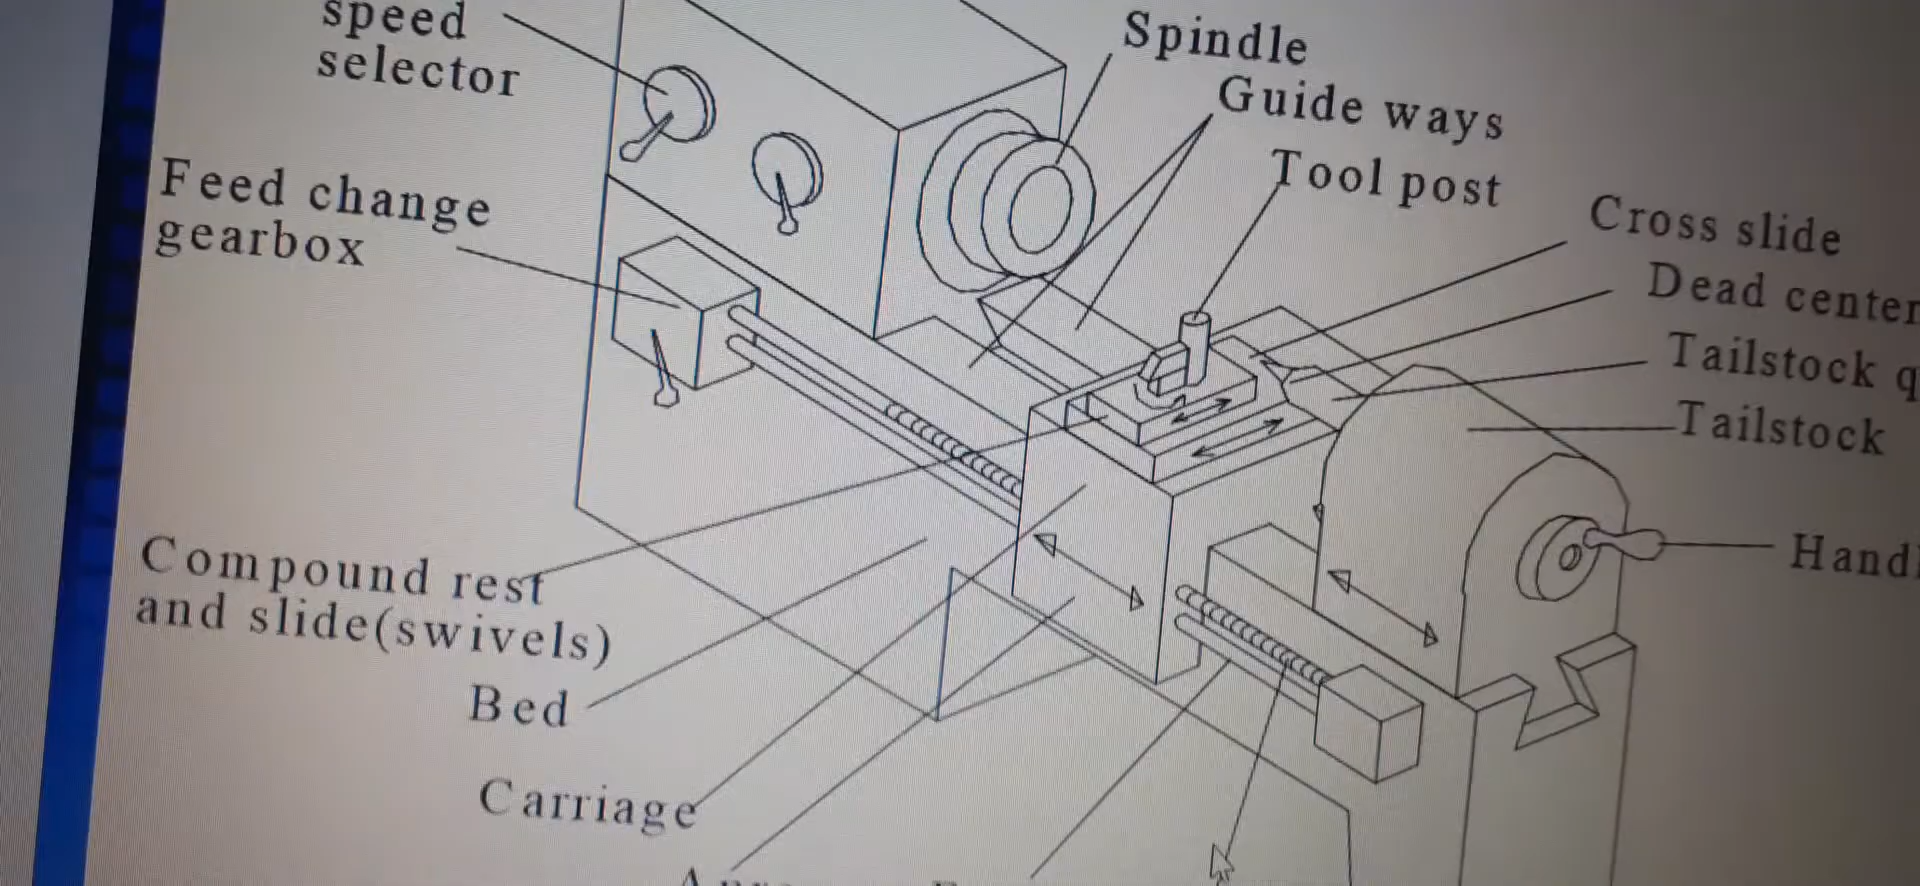 speed
selector
Spindle
Guide ways
Tool post
Feed change
gearbox
Cross slide
Dead center
Tailstock
Tailstock
Compound rest
and slide(swivels)
Bed
Carriage